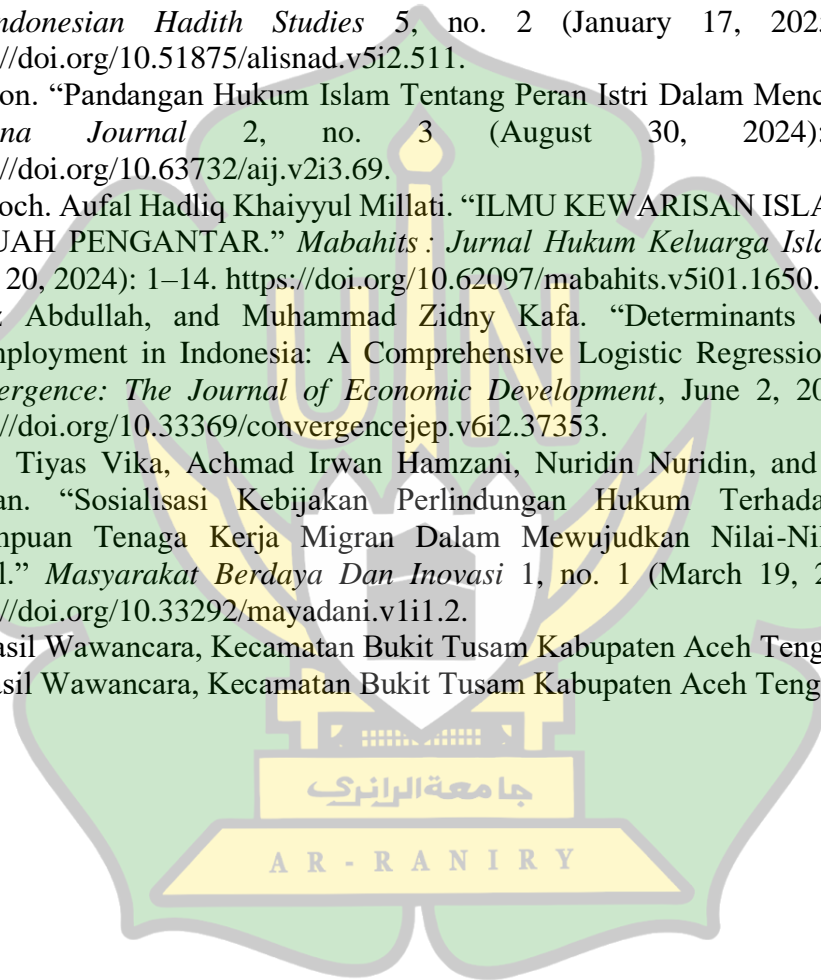 ndonesian Hadith Studies 5, no. 2 (January 17, 202
//doi.org/10.51875/alisnad.v5i2.511.
on. “Pandangan Hukum Islam Tentang Peran Istri Dalam Menc
na Journal 2, no. 3 (August 30, 2024):
//doi.org/10.63732/aij.v2i3.69.
och. Aufal Hadliq Khaiyyul Millati. “ILMU KEWARISAN ISLA
UAH PENGANTAR.” Mabahits : Jurnal Hukum Keluarga Isla
20, 2024): 1–14. https://doi.org/10.62097/mabahits.v5i01.1650.
z Abdullah, and Muhammad Zidny Kafa. “Determinants
mployment in Indonesia: A Comprehensive Logistic Regressio
ergence: The Journal of Economic Development, June 2, 20
//doi.org/10.33369/convergencejep.v6i2.37353.
Tiyas Vika, Achmad Irwan Hamzani, Nuridin Nuridin, and
an. “Sosialisasi Kebijakan Perlindungan Hukum Terhada
mpuan Tenaga Kerja Migran Dalam Mewujudkan Nilai-Nil
l.” Masyarakat Berdaya Dan Inovasi 1, no. 1 (March 19, 2
//doi.org/10.33292/mayadani.v1i1.2.
asil Wawancara, Kecamatan Bukit Tusam Kabupaten Aceh Teng
asil Wawancara, Kecamatan Bukit Tusam Kabupaten Aceh Teng
UIN
جامعةالرانري
AR-RANIRY